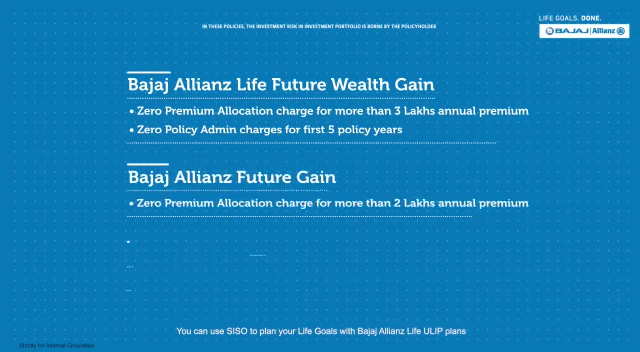 LIFE GOALS. DONE.
IN THESE POLICIES, THE INVESTMENT RISK IN INVESTMENT PORTFOLIO IS BORNE BY THE POLICYHOLDER
BAJAJ | Allianz
Bajaj Allianz Life Future Wealth Gain
• Zero Premium Allocation charge for more than 3 Lakhs annual premium
• Zero Policy Admin charges for first 5 policy years
Bajaj Allianz Future Gain
• Zero Premium Allocation charge for more than 2 Lakhs annual premium
You can use SISO to plan your Life Goals with Bajaj Allianz Life ULIP plans
Strictly for Internal Circulation